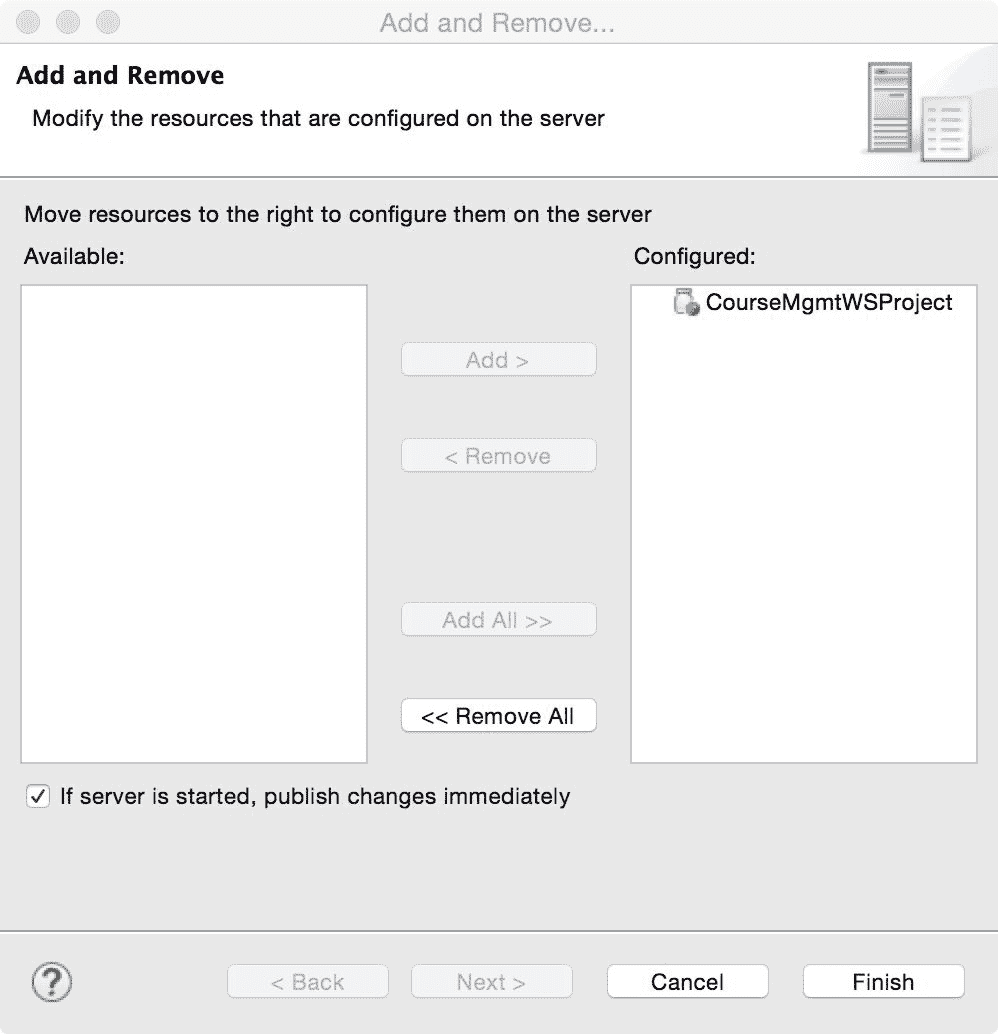 Add and Remove...
Add and Remove
Modify the resources that are configured on the server
Move resources to the right to configure them on the server
Available:
Configured:
CourseMgmtWSProject
Add >
< Remove
Add All >>
<< Remove All
If server is started, publish changes immediately
?
< Back
Next >
Cancel
Finish